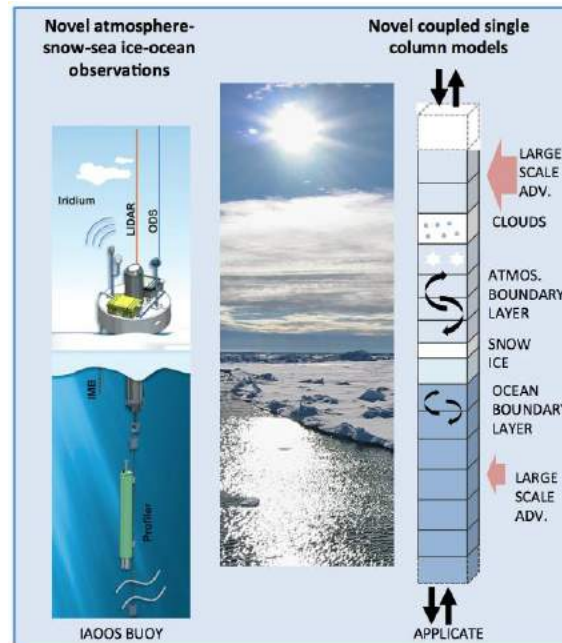 Novel atmosphere-
snow-sea ice-ocean
observations
Novel coupled single
column models
Iridium
LIDAR
ODS
IMB
Profiler
IAOOS BUOY
LARGE
SCALE
ADV.
CLOUDS
ATMOS.
BOUNDARY
LAYER
SNOW
ICE
OCEAN
BOUNDARY
LAYER
LARGE
SCALE
ADV.
APPLICATE